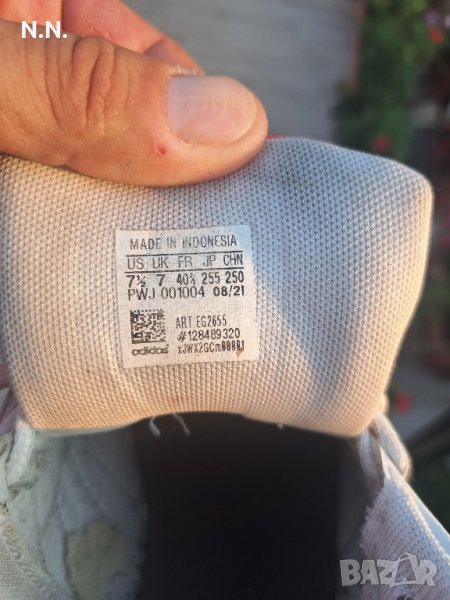 N.N.
MADE IN INDONESIA
US UK FR JP CHN
7½ 7 40⅔ 255 250
PWJ 001004 08/21
ART EG2655
#128489320
adidas
BAZAR